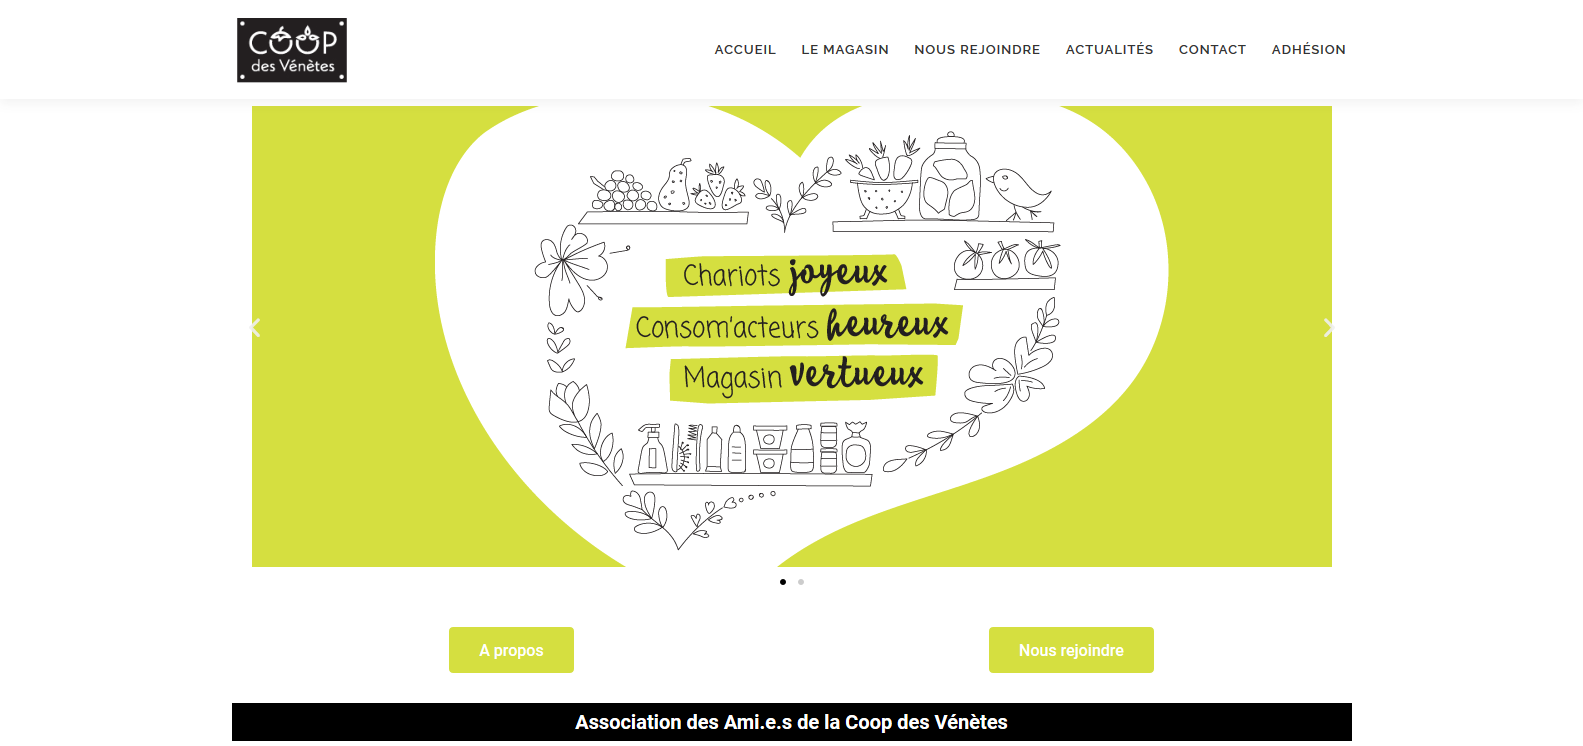 COOP
des Vénètes
ACCUEIL
LE MAGASIN
NOUS REJOINDRE
ACTUALITÉS
CONTACT
ADHÉSION
Chariots joyeux
Consom'acteurs heureux
Magasin vertueux
A propos
Nous rejoindre
Association des Ami.e.s de la Coop des Vénètes